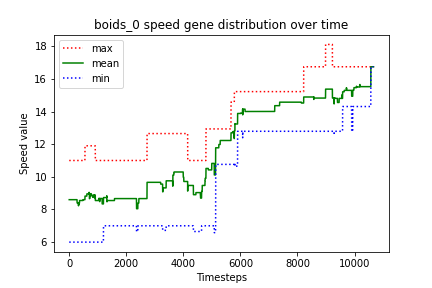 boids_0 speed gene distribution over time
max
mean
min
Speed value
18
16
14
12
10
8
6
0
2000
4000
6000
8000
10000
Timesteps